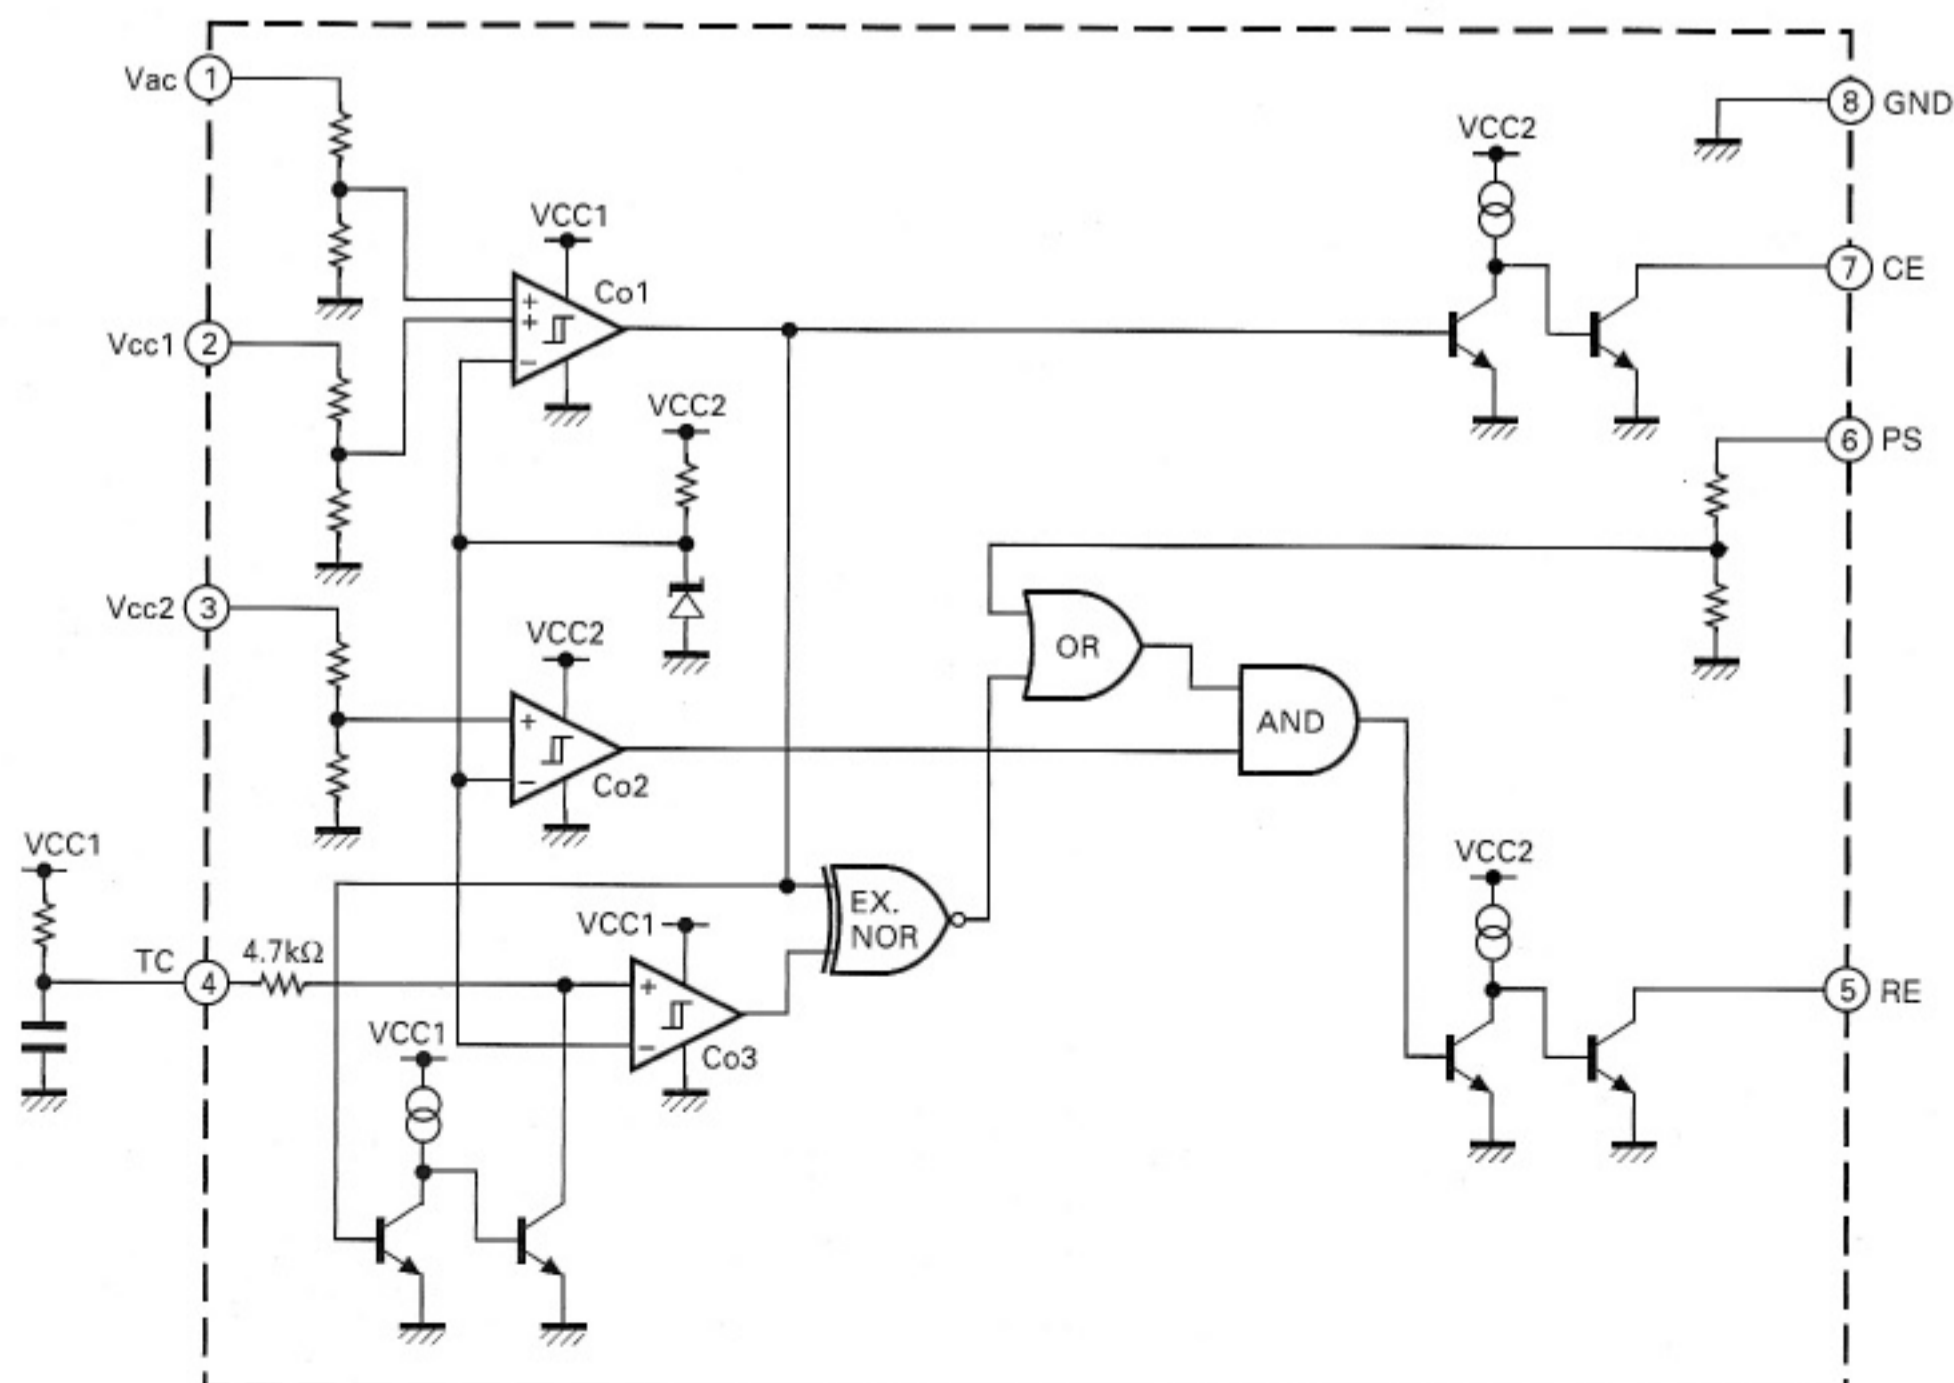 Vac 1
8 GND
VCC2
VCC1
Co1
+
+
−
7 CE
Vcc1 2
VCC2
6 PS
Vcc2 3
VCC2
OR
+
−
Co2
AND
VCC1
VCC2
EX.
NOR
VCC1
TC 4 4.7kΩ
+
−
Co3
5 RE
VCC1